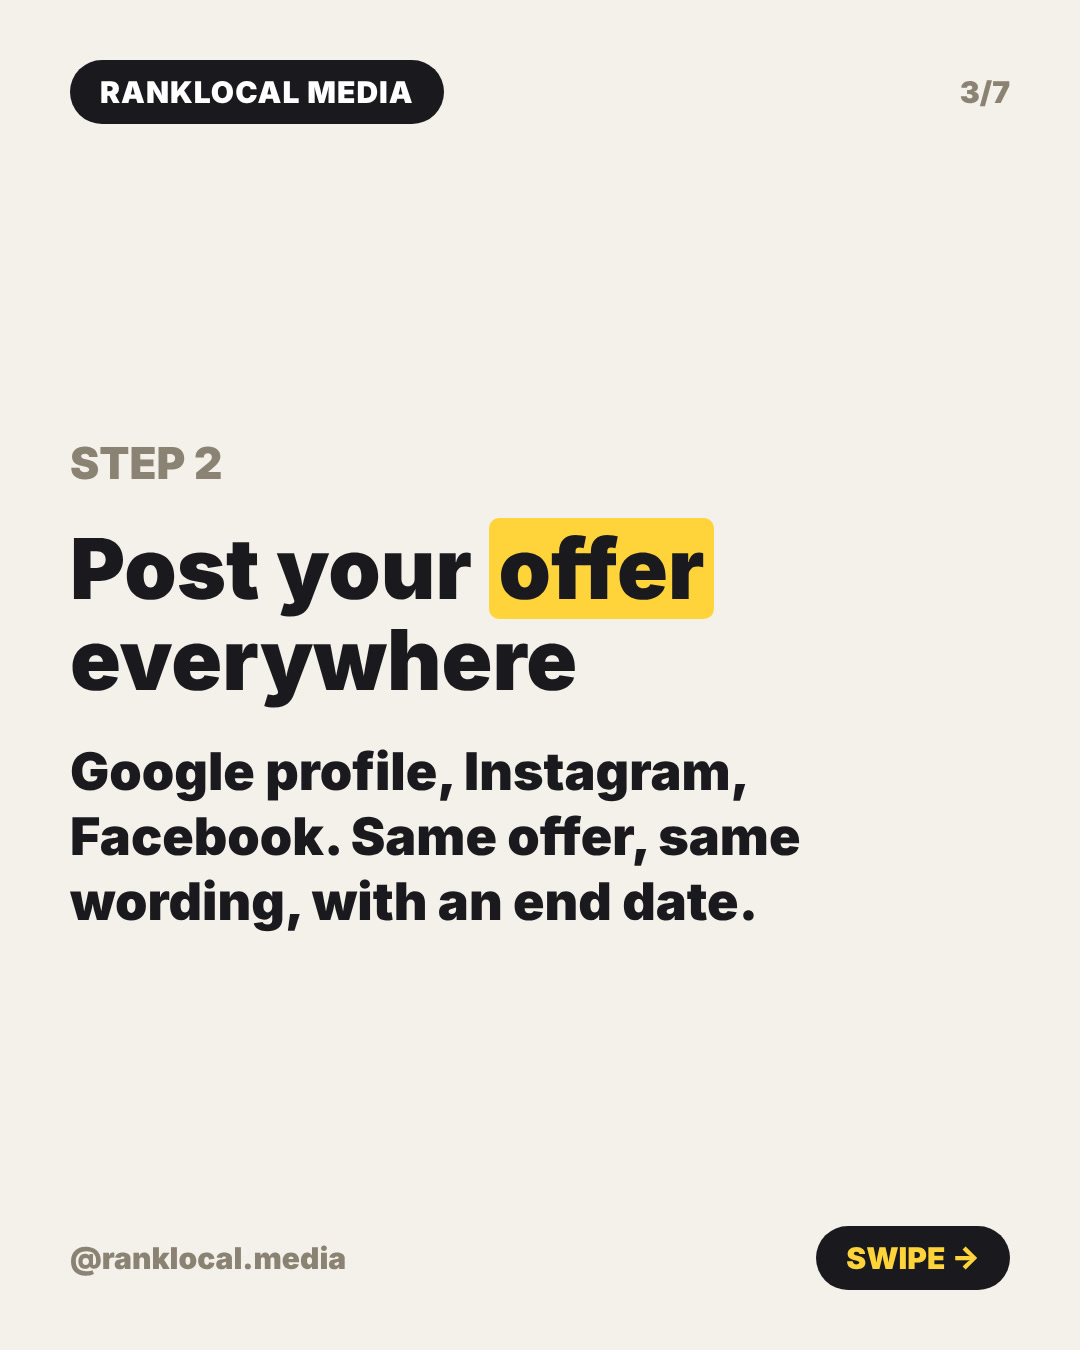 RANKLOCAL MEDIA
3/7
STEP 2
Post your offer
everywhere
Google profile, Instagram,
Facebook. Same offer, same
wording, with an end date.
@ranklocal.media
SWIPE →